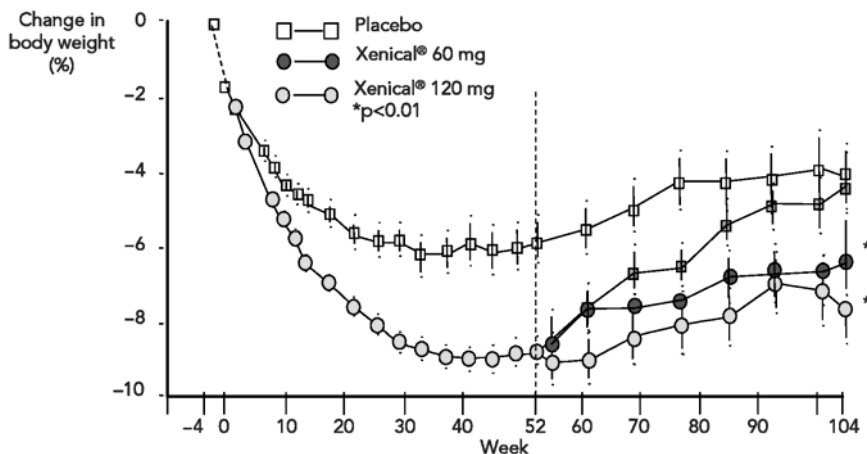 Change in
body weight
(%)
0
−2
−4
−6
−8
−10
Placebo
Xenical® 60 mg
Xenical® 120 mg
*p<0.01
*
*
−4 0 10 20 30 40 52 60 70 80 90 104
Week